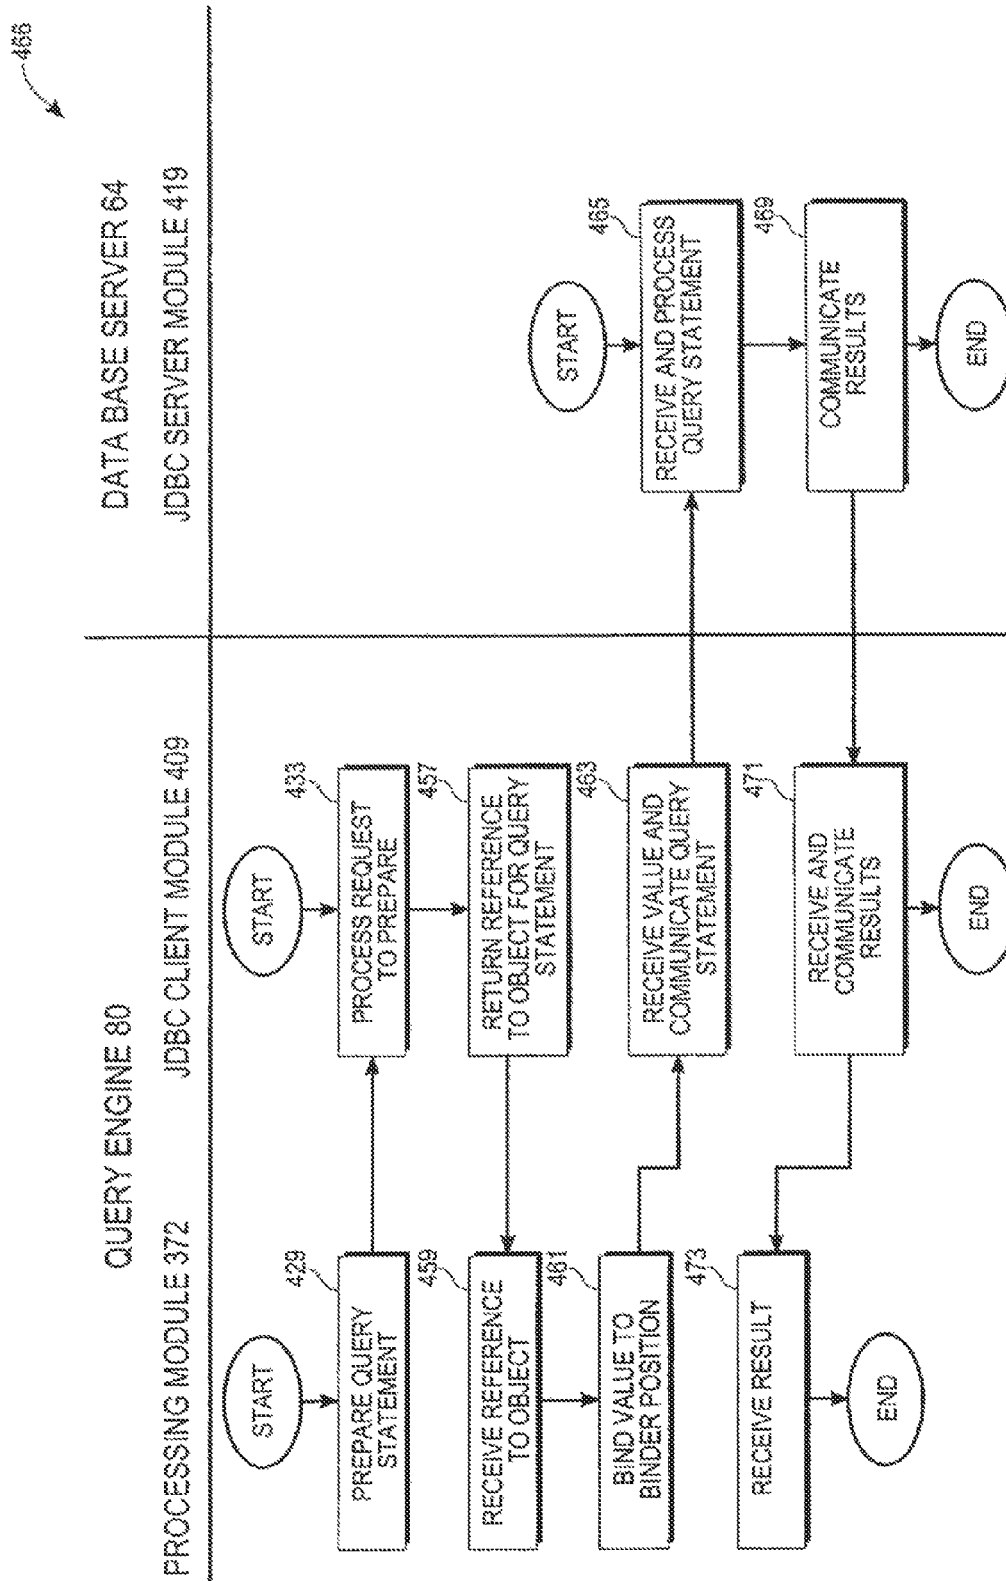 466
QUERY ENGINE 80
DATA BASE SERVER 64
PROCESSING MODULE 372
JDBC CLIENT MODULE 409
JDBC SERVER MODULE 419
START
429
PREPARE QUERY
STATEMENT
459
RECEIVE REFERENCE
TO OBJECT
461
BIND VALUE TO
BINDER POSITION
473
RECEIVE RESULT
END
START
433
PROCESS REQUEST
TO PREPARE
457
RETURN REFERENCE
TO OBJECT FOR QUERY
STATEMENT
463
RECEIVE VALUE AND
COMMUNICATE QUERY
STATEMENT
471
RECEIVE AND
COMMUNICATE
RESULTS
END
START
465
RECEIVE AND PROCESS
QUERY STATEMENT
469
COMMUNICATE
RESULTS
END